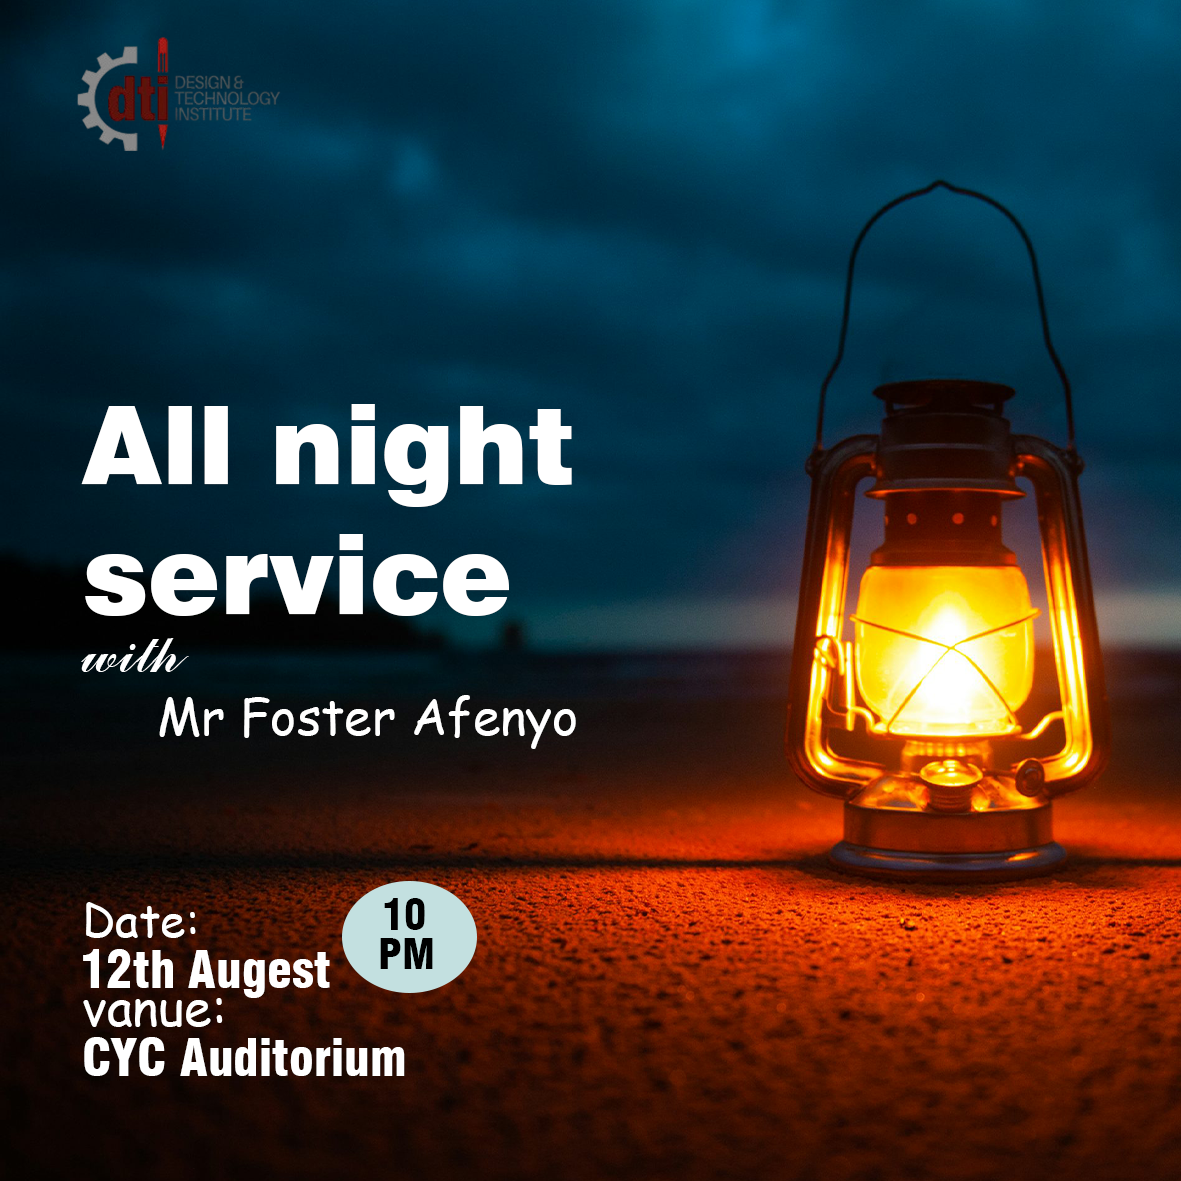 dti
DESIGN &
TECHNOLOGY
INSTITUTE
All night
service
with
Mr Foster Afenyo
Date:
12th Augest
10
PM
vanue:
CYC Auditorium